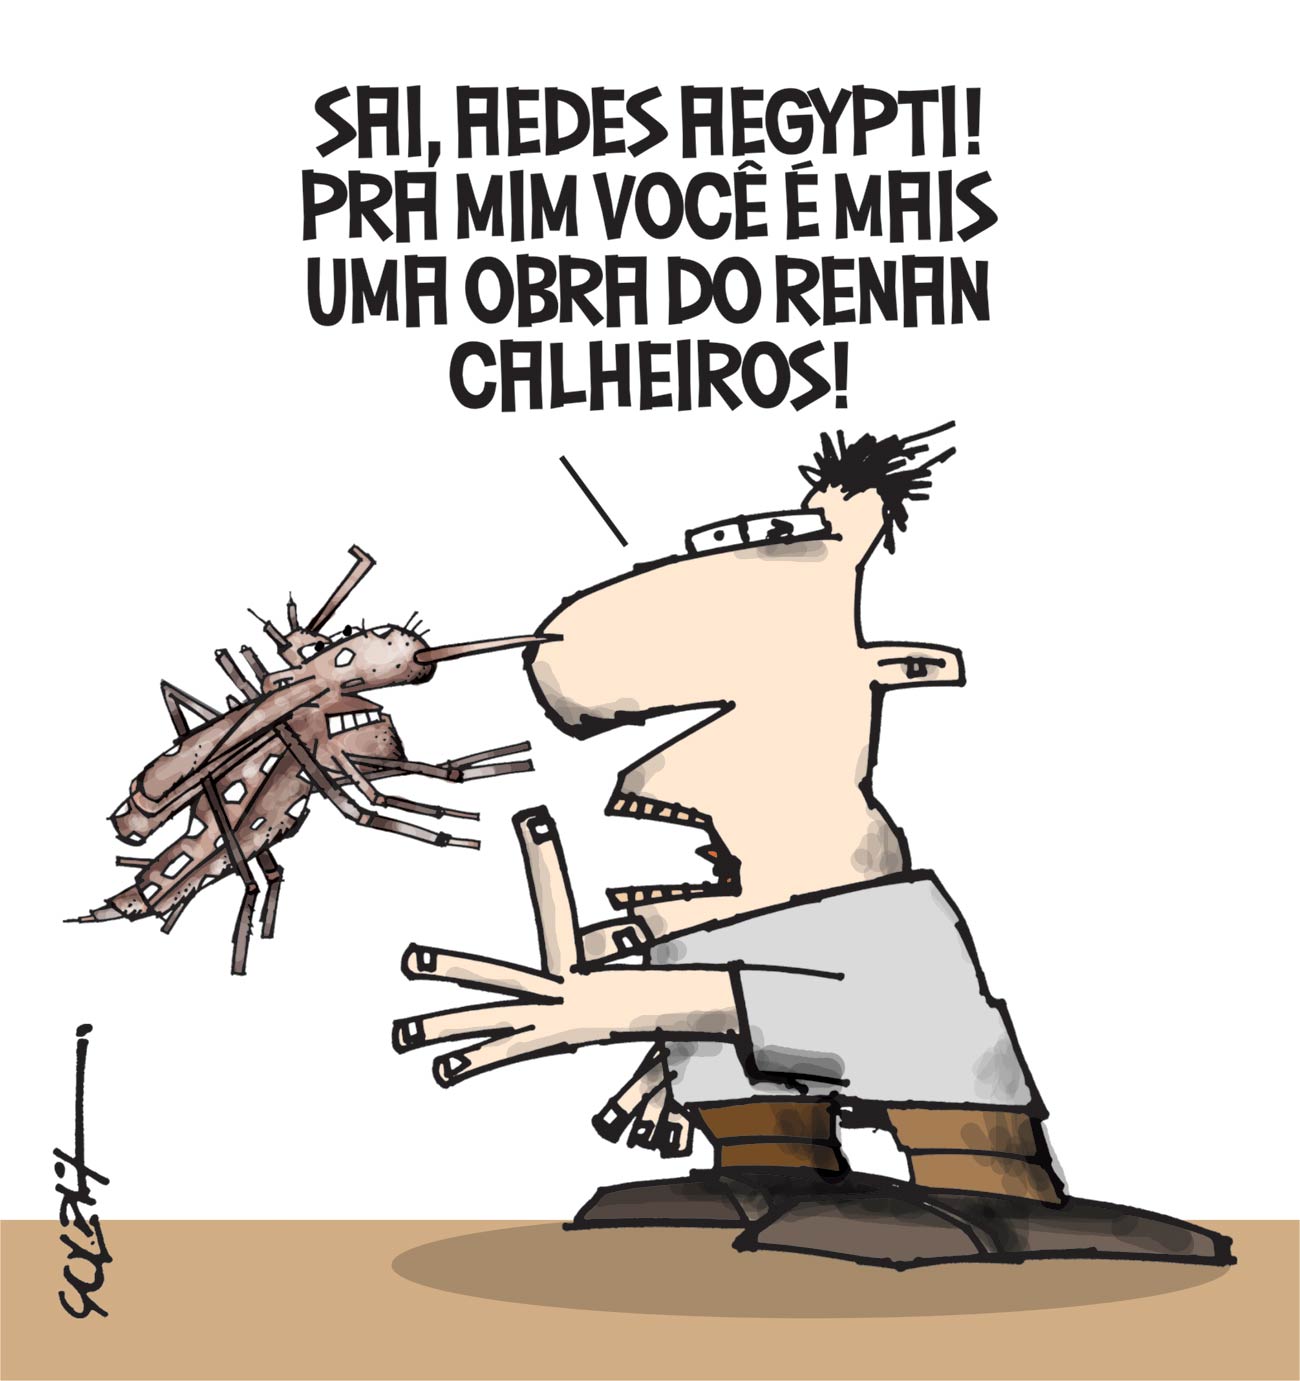 SAI, AEDES AEGYPTI!
PRA MIM VOCÊ É MAIS
UMA OBRA DO RENAN
CALHEIROS!